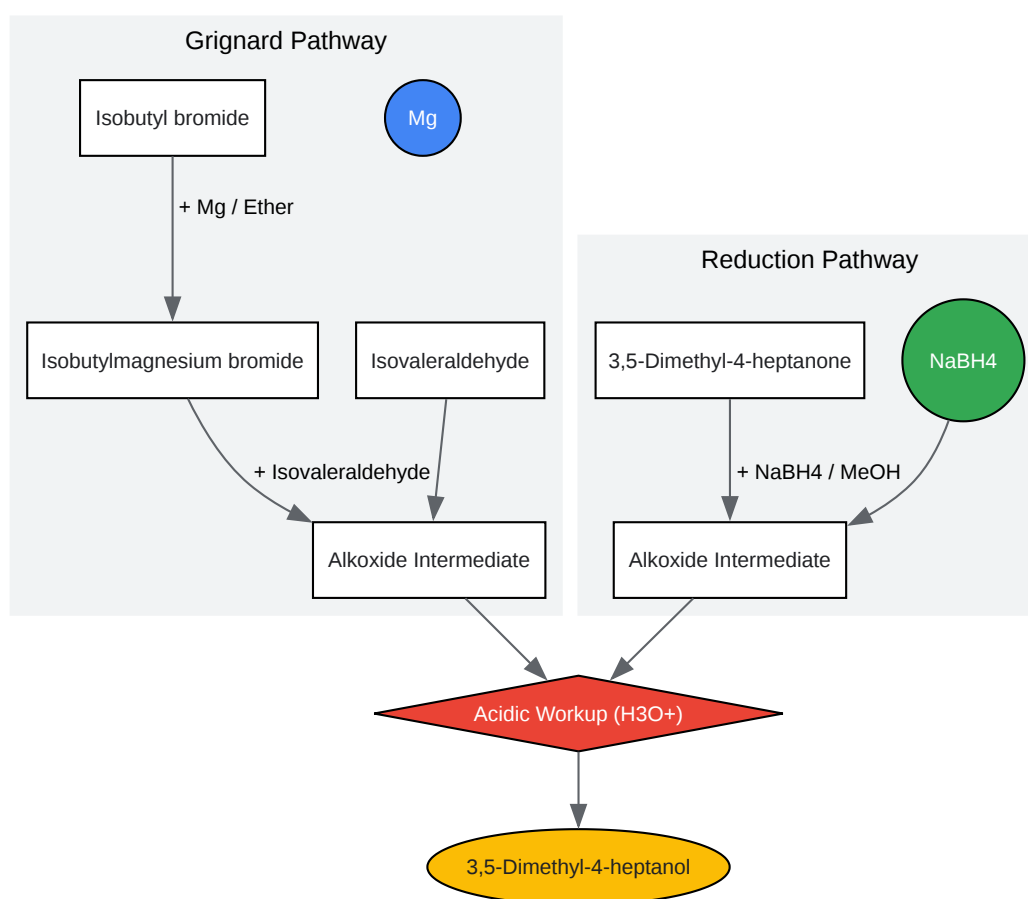 Grignard Pathway
Isobutyl bromide
Mg
+ Mg / Ether
Isobutylmagnesium bromide
Isovaleraldehyde
+ Isovaleraldehyde
Alkoxide Intermediate
Reduction Pathway
3,5-Dimethyl-4-heptanone
NaBH4
+ NaBH4 / MeOH
Alkoxide Intermediate
Acidic Workup (H3O+)
3,5-Dimethyl-4-heptanol